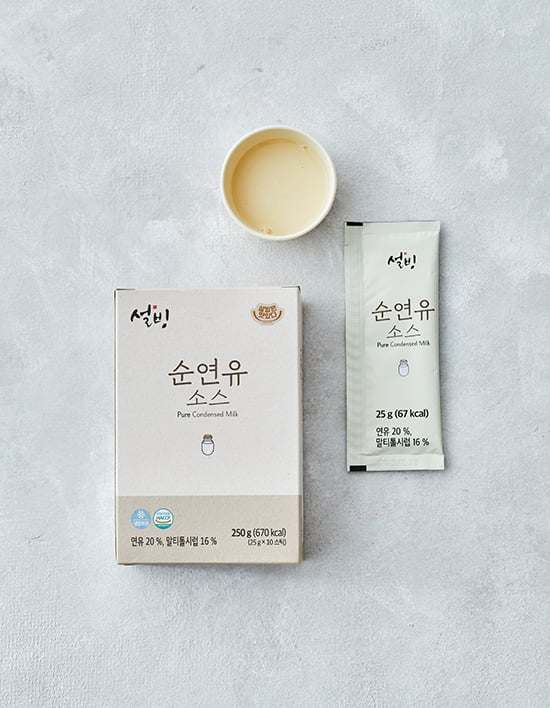 설빙
순연유
소스
Pure Condensed Milk
HACCP
250 g (670 kcal)
연유 20 %, 말티톨시럽 16 %
(25 g x 10 스틱)
설빙
순연유
소스
Pure Condensed Milk
25 g (67 kcal)
연유 20 %,
말티톨시럽 16 %